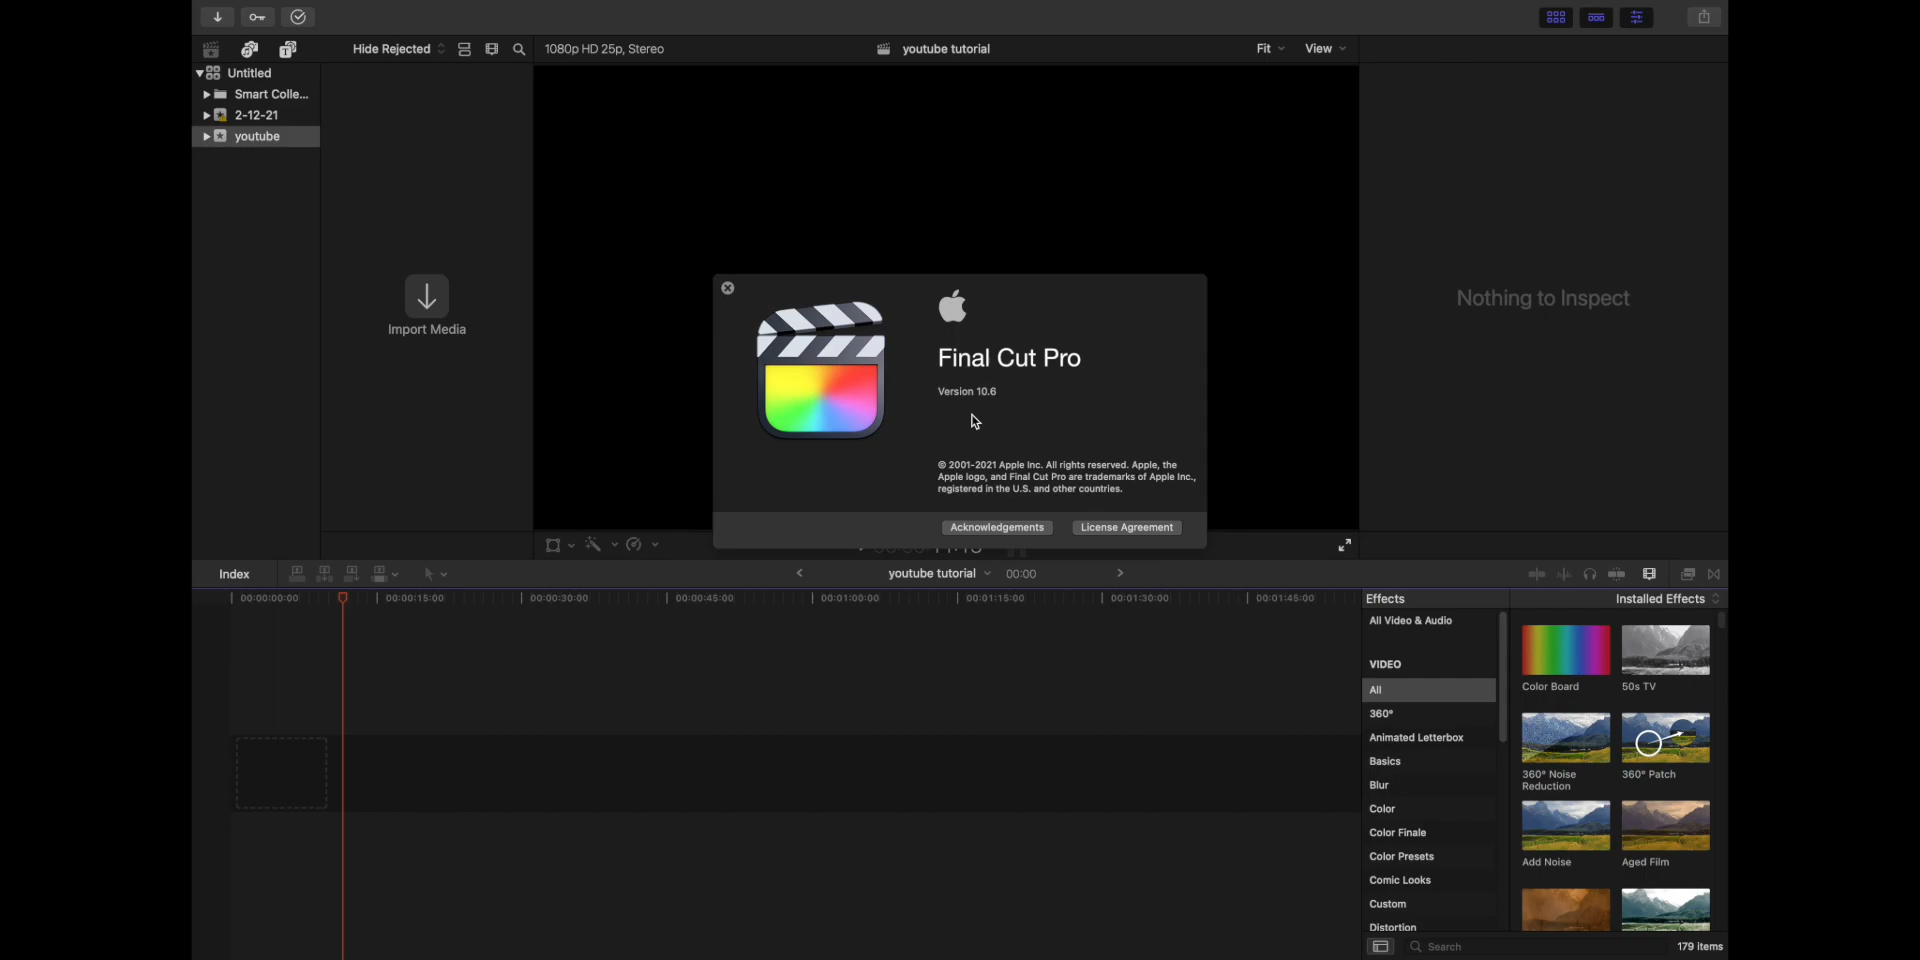 Hide Rejected
1080p HD 25p, Stereo
youtube tutorial
Fit
View
Untitled
Smart Colle...
2-12-21
youtube
Import Media
Nothing to Inspect
Final Cut Pro
Version 10.6
© 2001-2021 Apple Inc. All rights reserved. Apple, the
Apple logo, and Final Cut Pro are trademarks of Apple Inc.,
registered in the U.S. and other countries.
Acknowledgements
License Agreement
Index
youtube tutorial
00:00
00:00:00:00
00:00:15:00
00:00:30:00
00:00:45:00
00:01:00:00
00:01:15:00
00:01:30:00
00:01:45:00
Effects
Installed Effects
All Video & Audio
VIDEO
All
360°
Animated Letterbox
Basics
Blur
Color
Color Finale
Color Presets
Comic Looks
Custom
Distortion
Color Board
50s TV
360° Noise
Reduction
360° Patch
Add Noise
Aged Film
Search
179 items